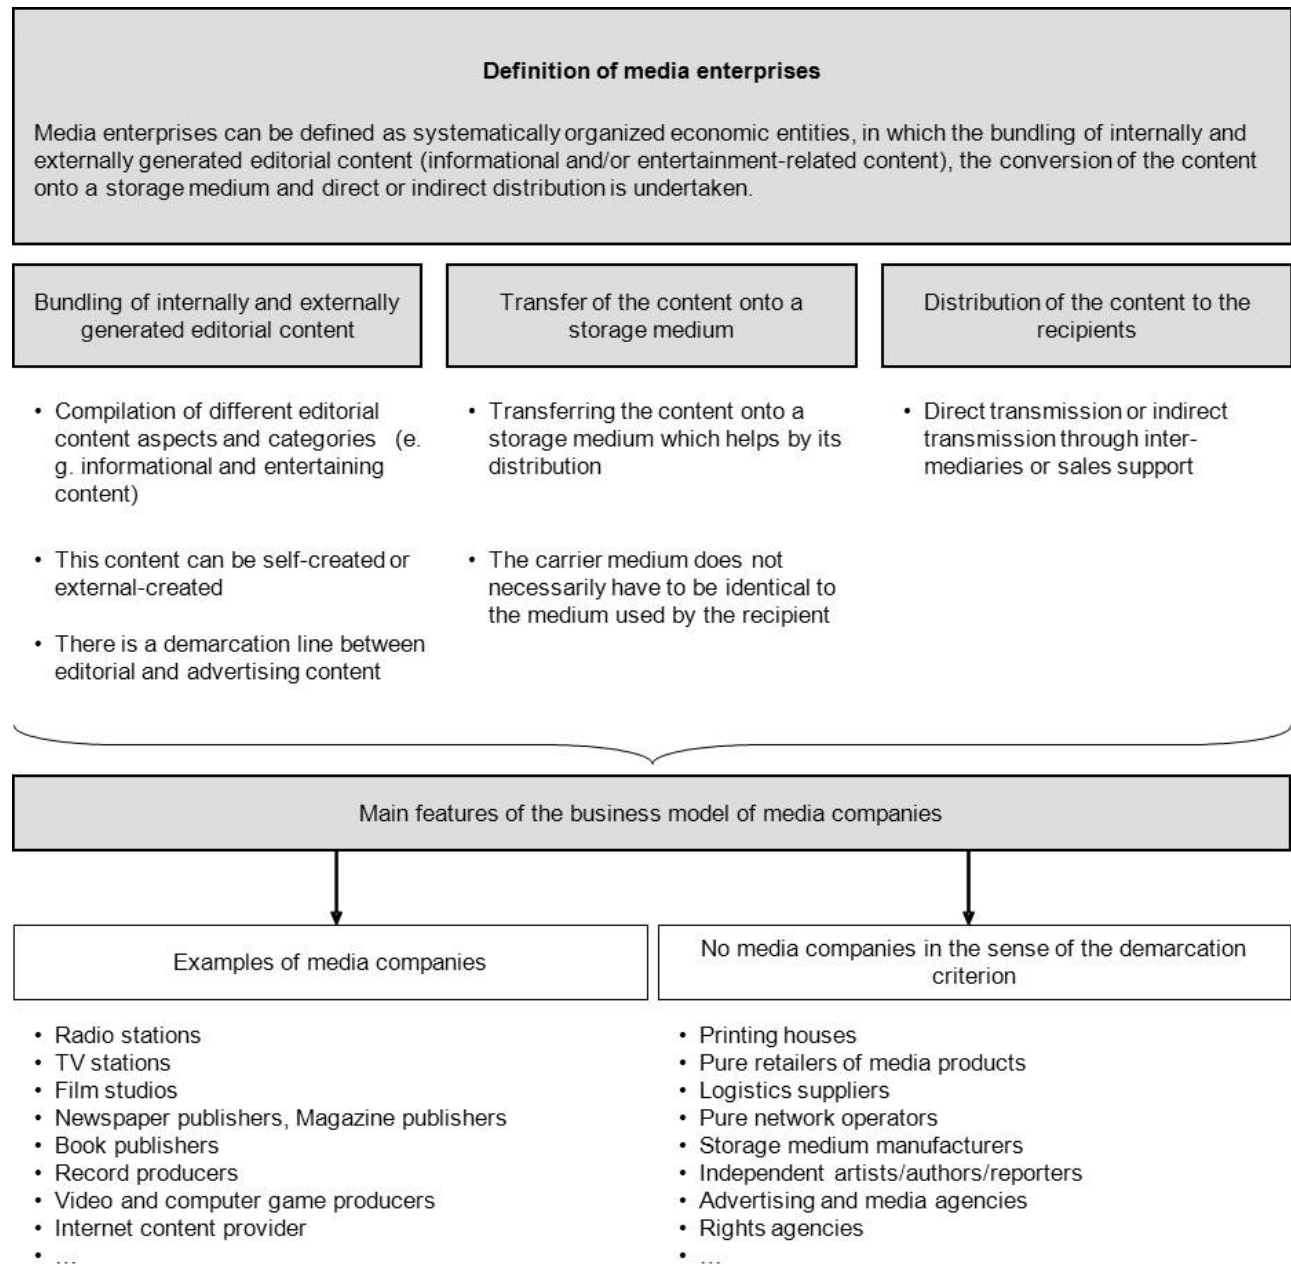 Definition of media enterprises
Media enterprises can be defined as systematically organized economic entities, in which the bundling of internally and
externally generated editorial content (informational and/or entertainment-related content), the conversion of the content
onto a storage medium and direct or indirect distribution is undertaken.
Bundling of internally and externally
generated editorial content
• Compilation of different editorial
content aspects and categories (e.
g. informational and entertaining
content)
• This content can be self-created or
external-created
• There is a demarcation line between
editorial and advertising content
Transfer of the content onto a
storage medium
• Transferring the content onto a
storage medium which helps by its
distribution
• The carrier medium does not
necessarily have to be identical to
the medium used by the recipient
Distribution of the content to the
recipients
• Direct transmission or indirect
transmission through inter-
mediaries or sales support
Main features of the business model of media companies
Examples of media companies
• Radio stations
• TV stations
• Film studios
• Newspaper publishers, Magazine publishers
• Book publishers
• Record producers
• Video and computer game producers
• Internet content provider
• ...
No media companies in the sense of the demarcation
criterion
• Printing houses
• Pure retailers of media products
• Logistics suppliers
• Pure network operators
• Storage medium manufacturers
• Independent artists/authors/reporters
• Advertising and media agencies
• Rights agencies
• ...